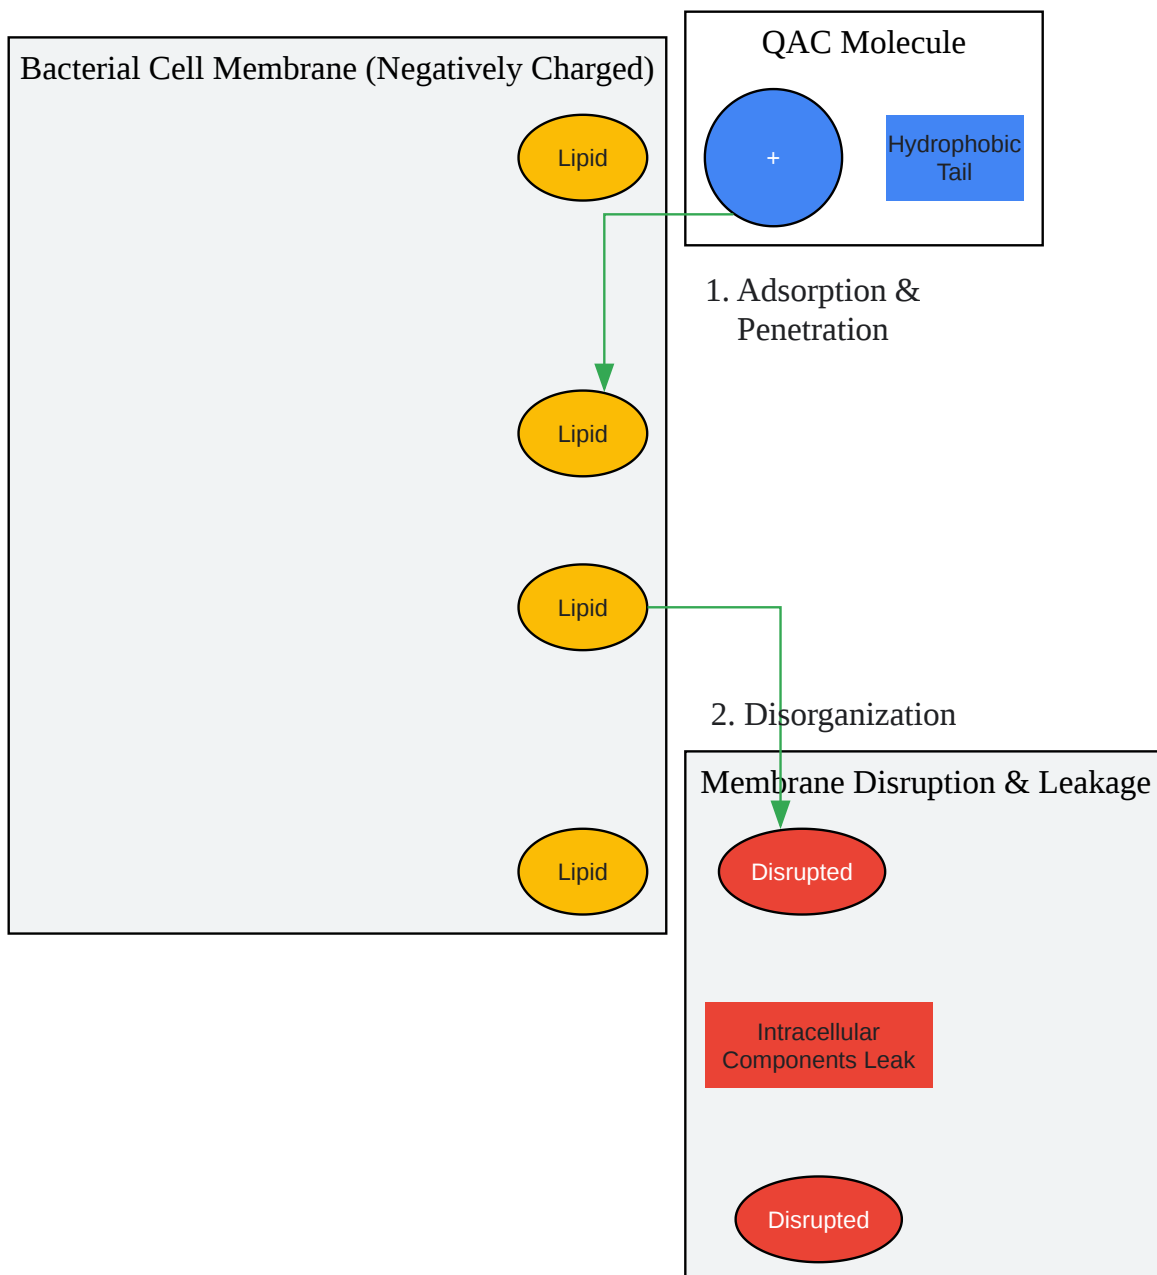 Bacterial Cell Membrane (Negatively Charged)
Lipid
Lipid
Lipid
Lipid
QAC Molecule
+
Hydrophobic
Tail
1. Adsorption &
Penetration
2. Disorganization
Membrane Disruption & Leakage
Disrupted
Intracellular
Components Leak
Disrupted